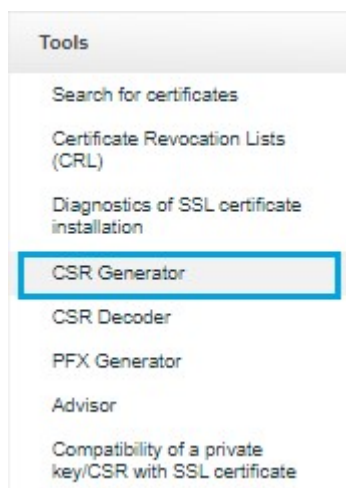 Tools
Search for certificates
Certificate Revocation Lists
(CRL)
Diagnostics of SSL certificate
installation
CSR Generator
CSR Decoder
PFX Generator
Advisor
Compatibility of a private
key/CSR with SSL certificate